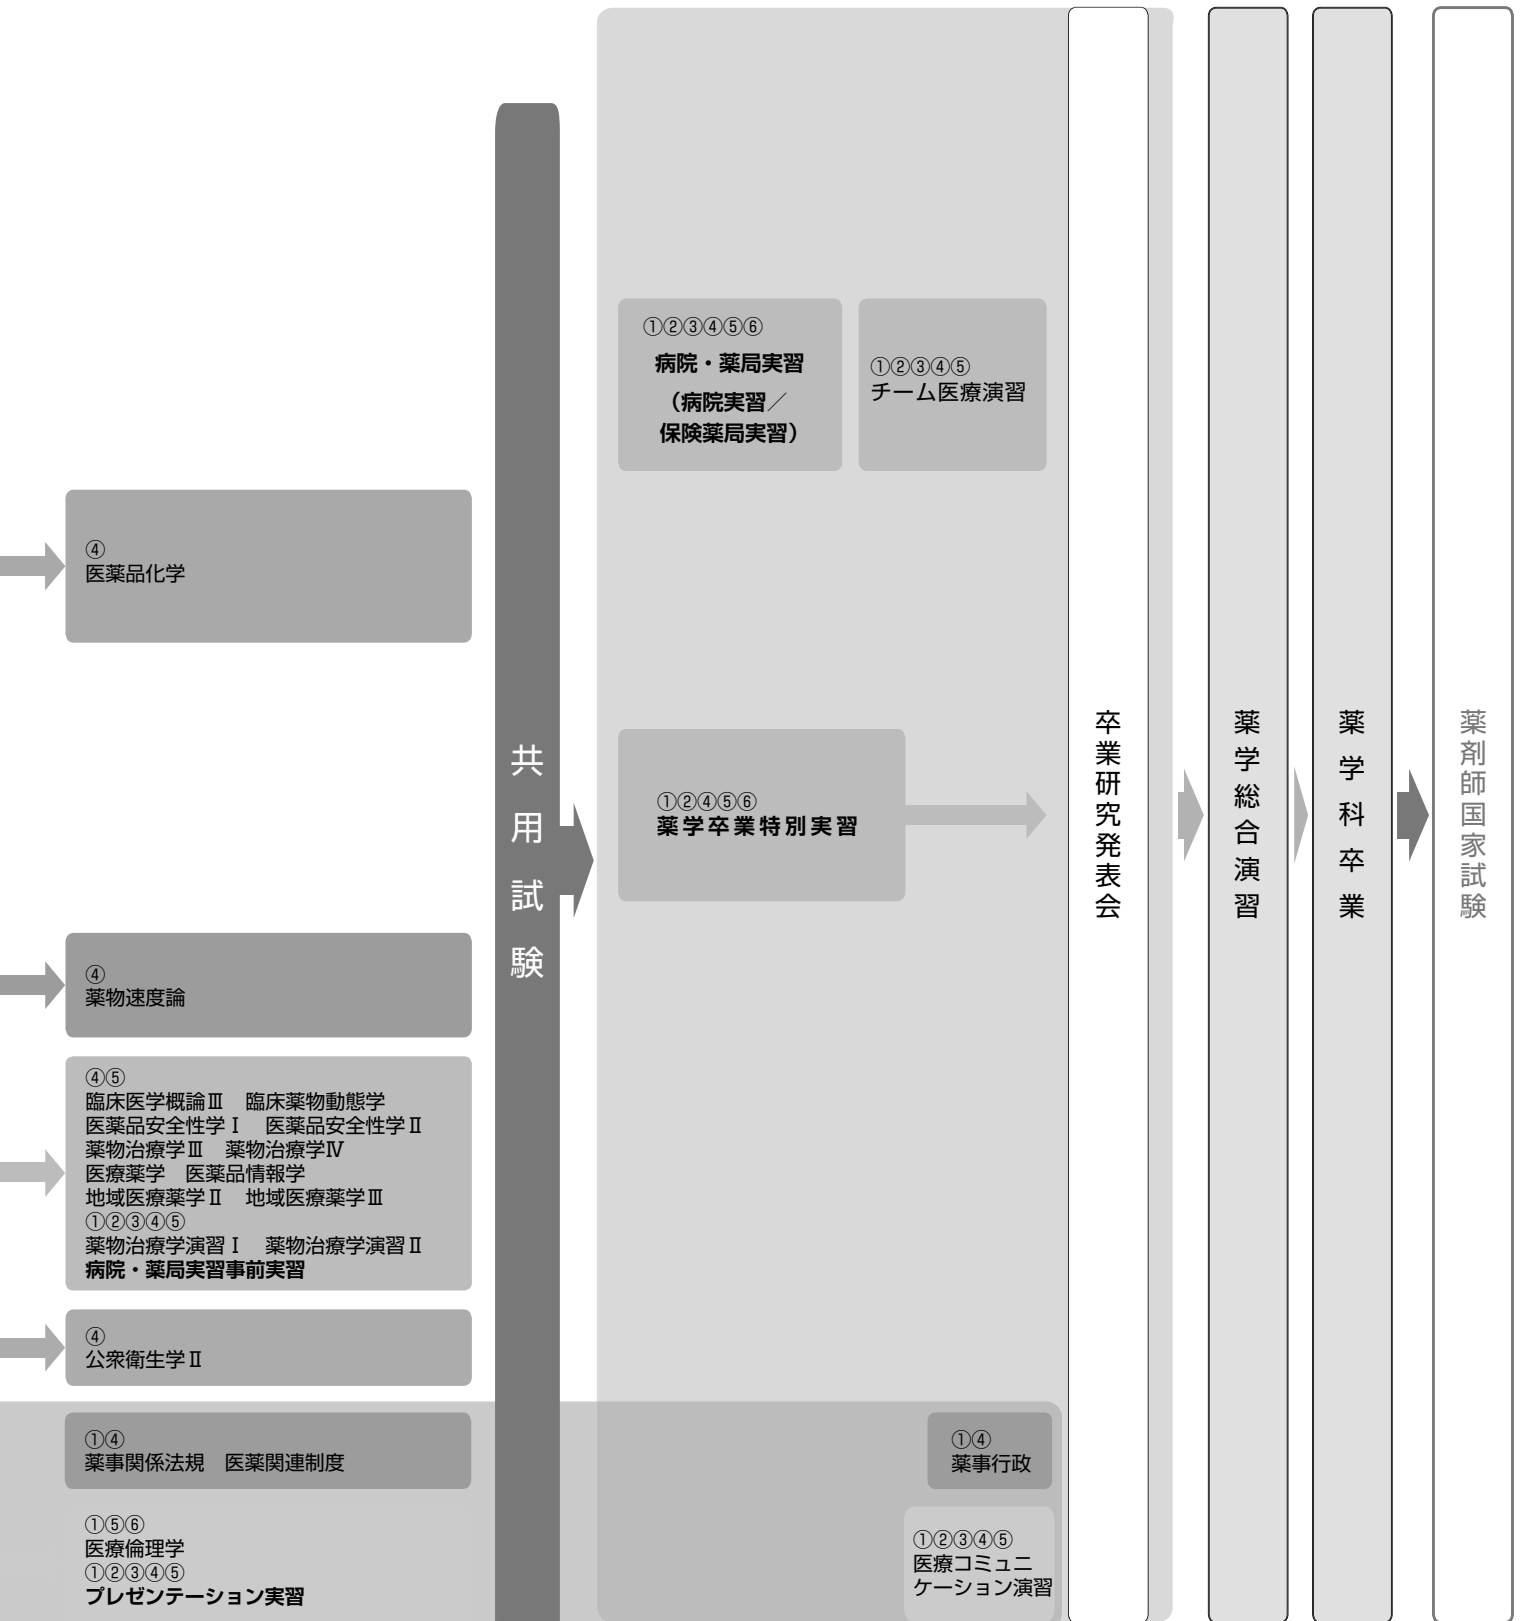 ④
医薬品化学
④
薬物速度論
④⑤
臨床医学概論Ⅲ　臨床薬物動態学
医薬品安全性学Ⅰ　医薬品安全性学Ⅱ
薬物治療学Ⅲ　薬物治療学Ⅳ
医療薬学　医薬品情報学
地域医療薬学Ⅱ　地域医療薬学Ⅲ
①②③④⑤
薬物治療学演習Ⅰ　薬物治療学演習Ⅱ
病院・薬局実習事前実習
④
公衆衛生学Ⅱ
①④
薬事関係法規　医薬関連制度
①⑤⑥
医療倫理学
①②③④⑤
プレゼンテーション実習
共用試験
①②③④⑤⑥
病院・薬局実習
（病院実習／
保険薬局実習）
①②③④⑤
チーム医療演習
①②④⑤⑥
薬学卒業特別実習
①④
薬事行政
①②③④⑤
医療コミュニ
ケーション演習
卒業研究発表会
薬学総合演習
薬学科卒業
薬剤師国家試験